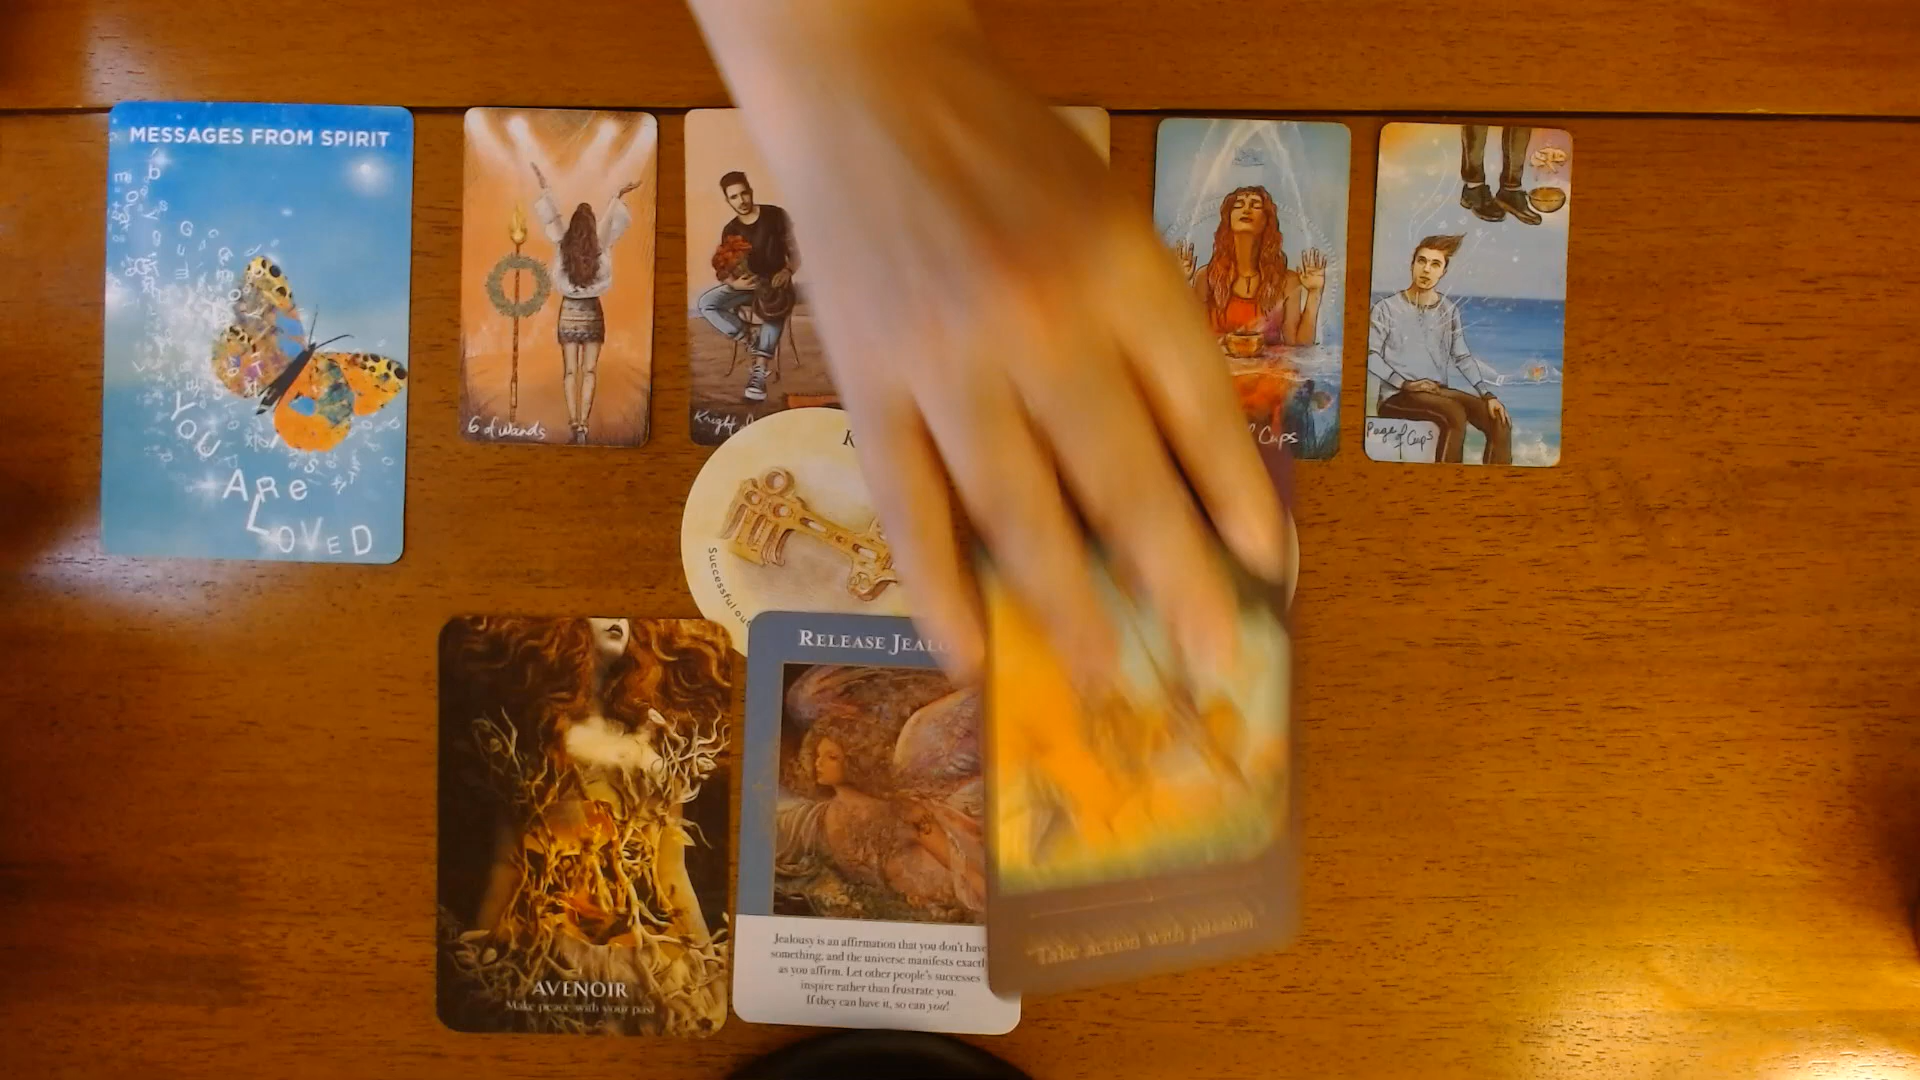 MESSAGES FROM SPIRIT
YOU
ARe
LOVED
6 of Wands
Knight
Cups
Page of Cups
K
Successful
RELEASE
Jealousy is an affirmation that you don't have
something, and the universe manifests exactly
as you affirm. Let other people's successes
inspire rather than frustrate you.
If they can have it, so can you!
AVENOIR
Make peace with your past
"Take action with passion"